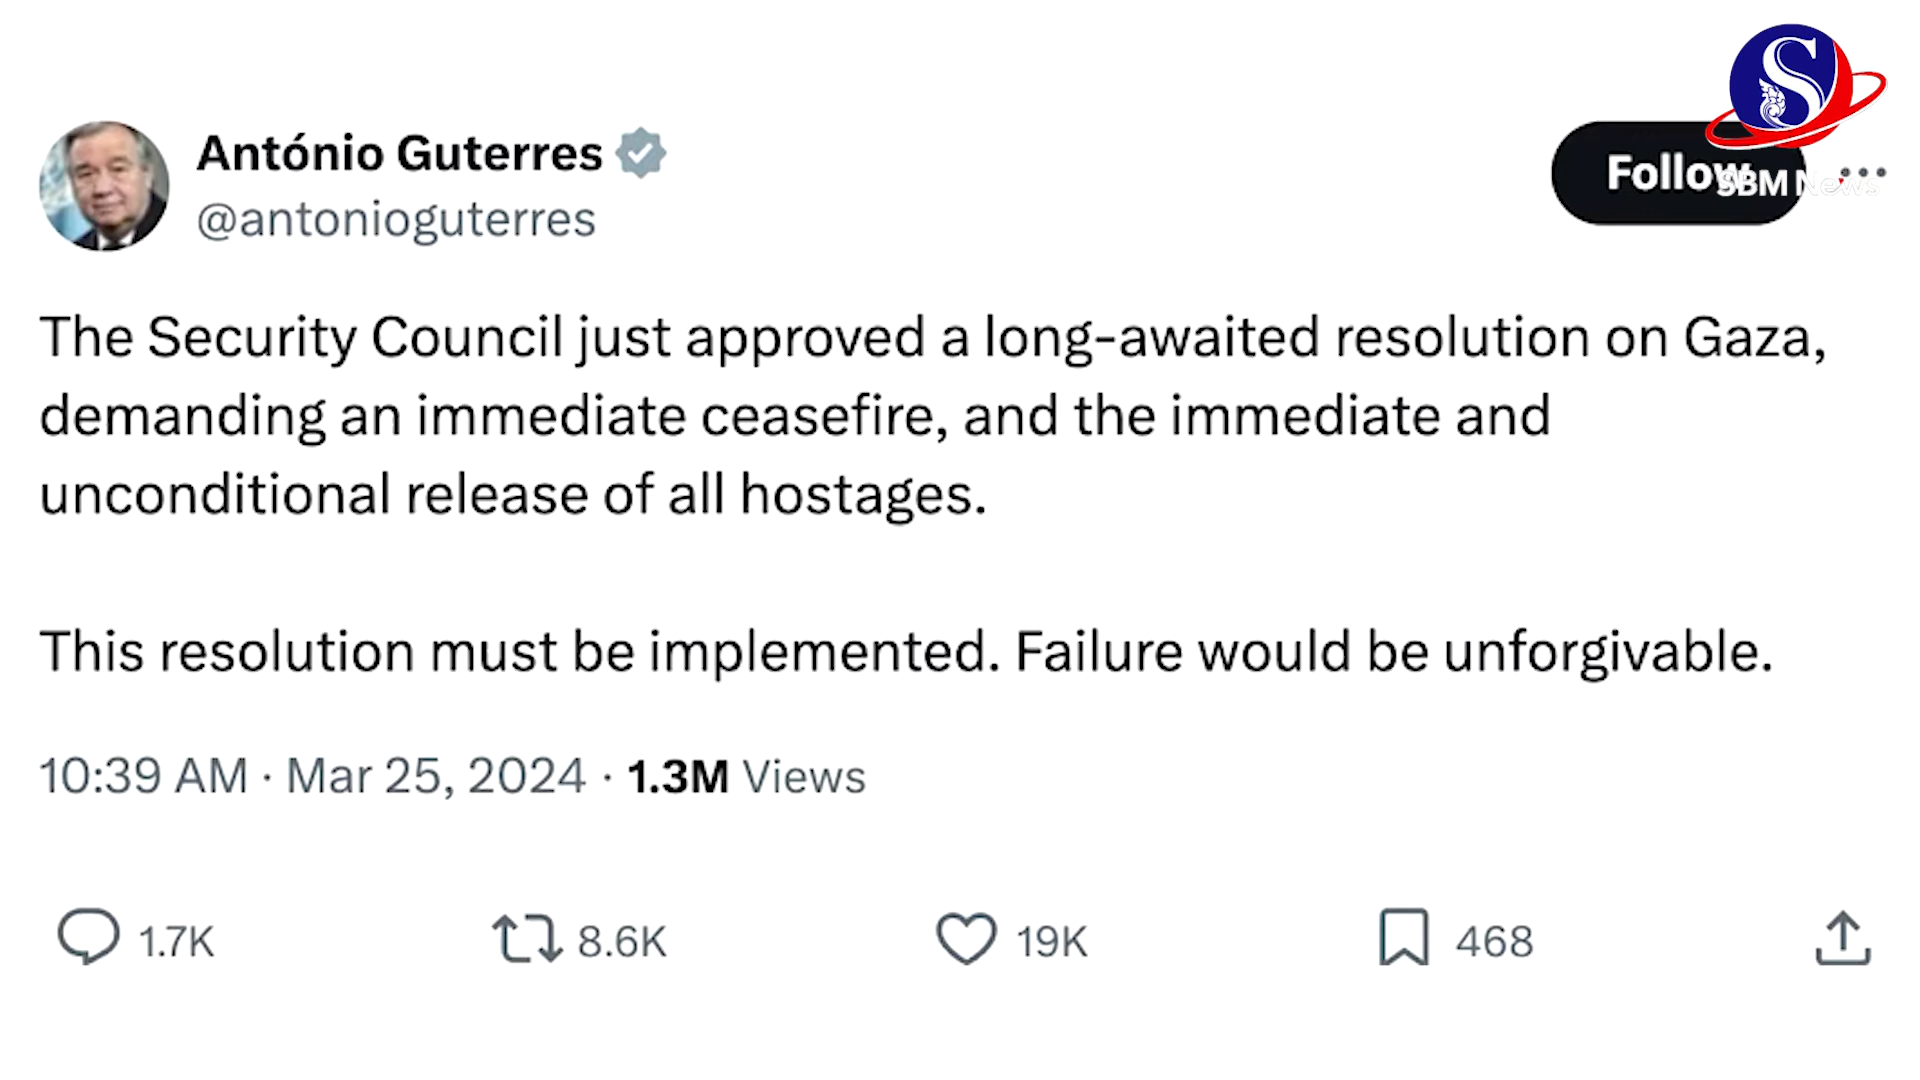 António Guterres
@antonioguterres
Follow
SBM News
The Security Council just approved a long-awaited resolution on Gaza,
demanding an immediate ceasefire, and the immediate and
unconditional release of all hostages.
This resolution must be implemented. Failure would be unforgivable.
10:39 AM · Mar 25, 2024 · 1.3M Views
1.7K 8.6K 19K 468